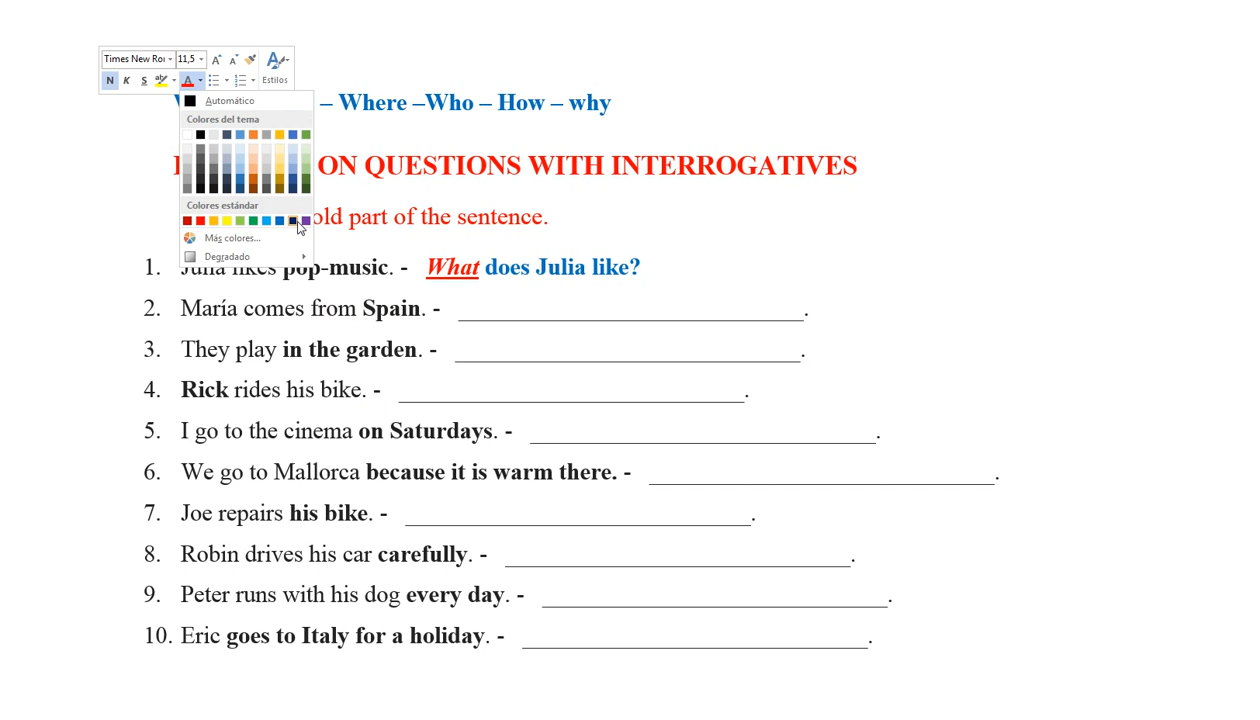 Times New Roi 11,5
N K S aby A Estilos
Automático
Colores del tema
– Where –Who – How – why
ON QUESTIONS WITH INTERROGATIVES
Colores estándar
old part of the sentence.
Más colores...
Degradado
1. Julia likes pop-music. - What does Julia like?
2. María comes from Spain. - ______________________________.
3. They play in the garden. - ______________________________.
4. Rick rides his bike. - ______________________________.
5. I go to the cinema on Saturdays. - ______________________________.
6. We go to Mallorca because it is warm there. - ______________________________.
7. Joe repairs his bike. - ______________________________.
8. Robin drives his car carefully. - ______________________________.
9. Peter runs with his dog every day. - ______________________________.
10. Eric goes to Italy for a holiday. - ______________________________.